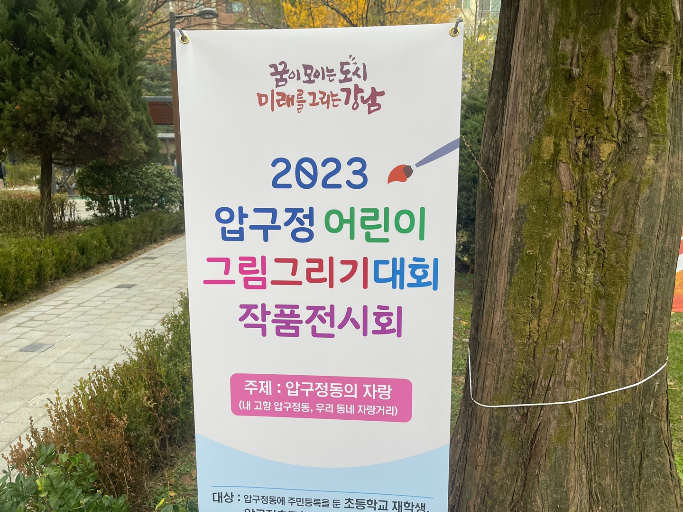 꿈이 모이는 도시
미래를 그리는 강남
2023
압구정 어린이
그림그리기대회
작품전시회
주제 : 압구정동의 자랑
(내 고향 압구정동, 우리 동네 자랑거리)
대상 : 압구정동에 주민등록을 둔 초등학교 재학생,